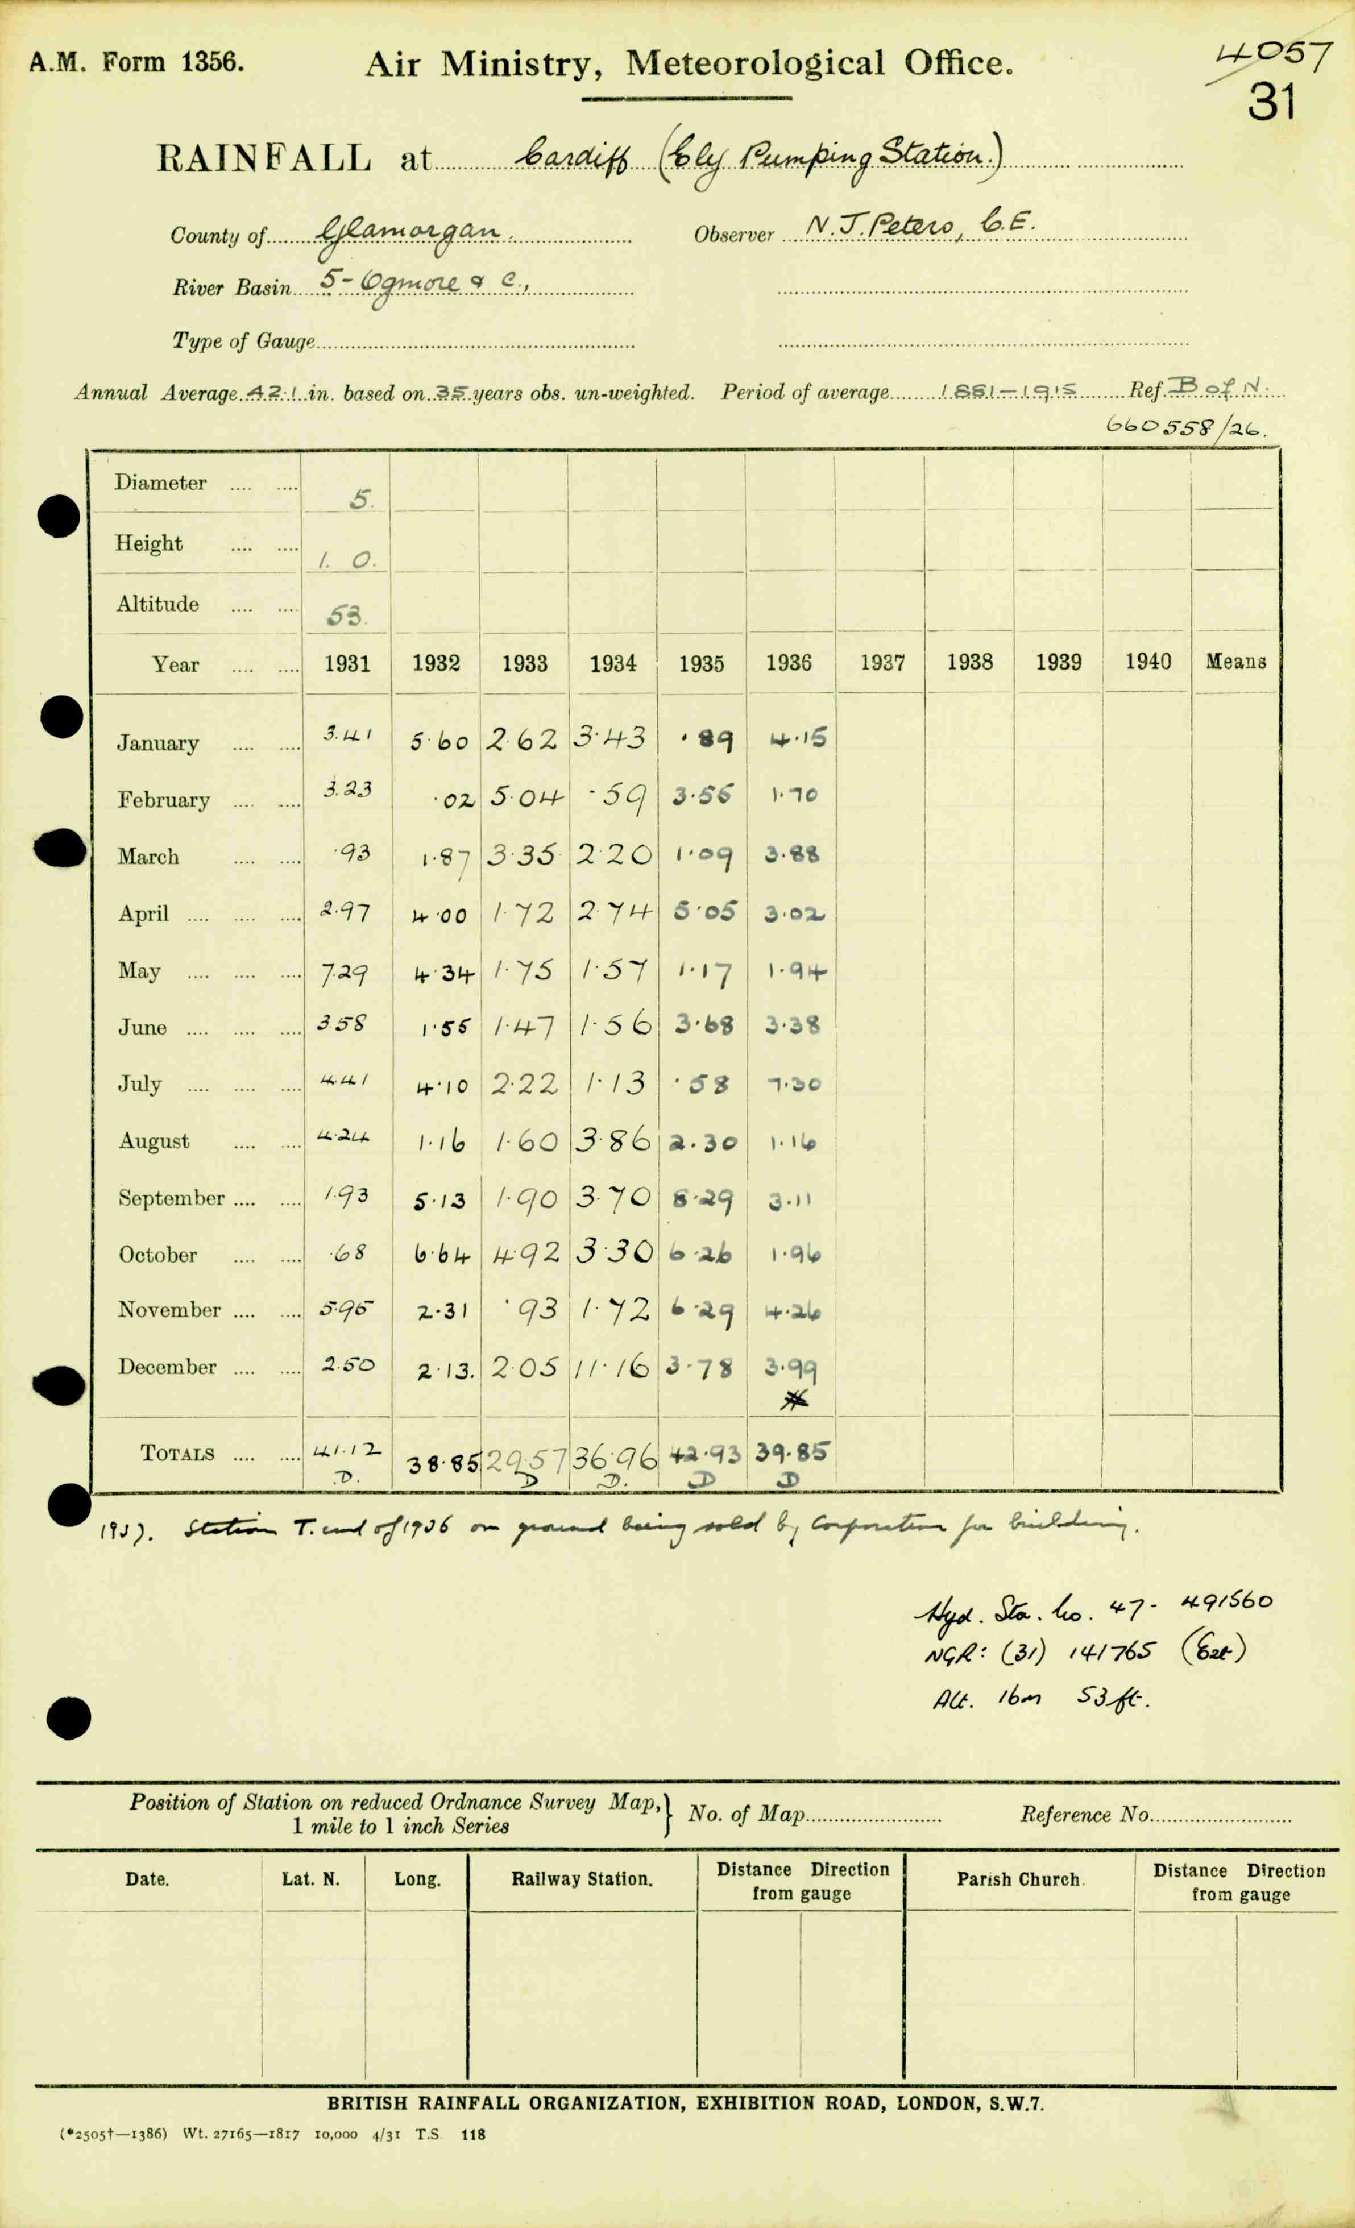 A.M. Form 1356. Air Ministry, Meteorological Office. 4057
31
RAINFALL at Cardiff (Ely Pumping Station.)
County of Glamorgan. Observer N. J. Peters, C.E.
River Basin 5 - Ogmore & c.,
Type of Gauge
Annual Average 42.1 in. based on 35 years obs. un-weighted. Period of average 1881-1915 Ref. B of N.
660558/26.
Diameter 5.
Height 1. 0.
Altitude 53.
Year 1931 1932 1933 1934 1935 1936 1937 1938 1939 1940 Means
January 3.41 5.60 2.62 3.43 .89 4.15
February 3.23 .02 5.04 .59 3.55 1.70
March .93 1.87 3.35 2.20 1.09 3.88
April 2.97 4.00 1.72 2.74 5.05 3.02
May 7.29 4.34 1.75 1.57 1.17 1.94
June 3.58 1.55 1.47 1.56 3.68 3.38
July 4.41 4.10 2.22 1.13 .58 7.30
August 4.24 1.16 1.60 3.86 2.30 1.16
September 1.93 5.13 1.90 3.70 8.29 3.11
October .68 6.64 4.92 3.30 6.26 1.96
November 5.95 2.31 .93 1.72 6.29 4.26
December 2.50 2.13. 2.05 11.16 3.78 3.99
TOTALS 41.12 38.85 29.57 36.96 42.93 39.85
D. D D. D D
1937. Station T. end of 1936 on ground being sold by Corporation for building.
Hyd. Sta. No. 47- 491560
NGR: (31) 141765 (Est)
Alt. 16m 53 ft.
Position of Station on reduced Ordnance Survey Map, } No. of Map Reference No.
1 mile to 1 inch Series
Date. Lat. N. Long. Railway Station. Distance Direction from gauge Parish Church. Distance Direction from gauge
BRITISH RAINFALL ORGANIZATION, EXHIBITION ROAD, LONDON, S.W.7.
(*2505†—1386) Wt. 27165—1817 10,000 4/31 T.S. 118